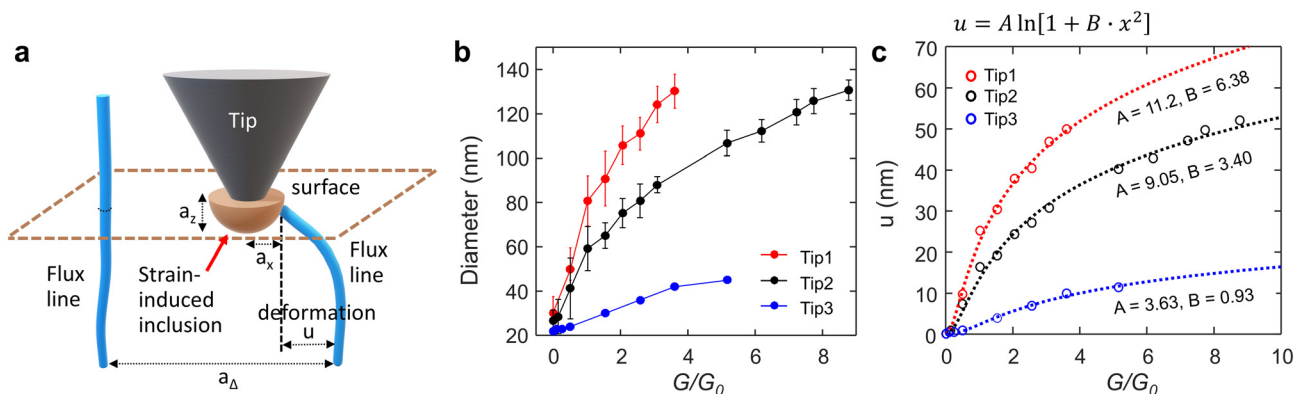 a
Tip
surface
a_z
a_x
Flux
line
Strain-
induced
inclusion
Flux
line
deformation
u
a_Δ
b
Diameter (nm)
140
120
100
80
60
40
20
0
2
4
6
8
G/G_0
Tip1
Tip2
Tip3
u = A ln[1 + B · x²]
c
u (nm)
70
60
50
40
30
20
10
0
0
2
4
6
8
10
G/G_0
Tip1
Tip2
Tip3
A = 11.2, B = 6.38
A = 9.05, B = 3.40
A = 3.63, B = 0.93